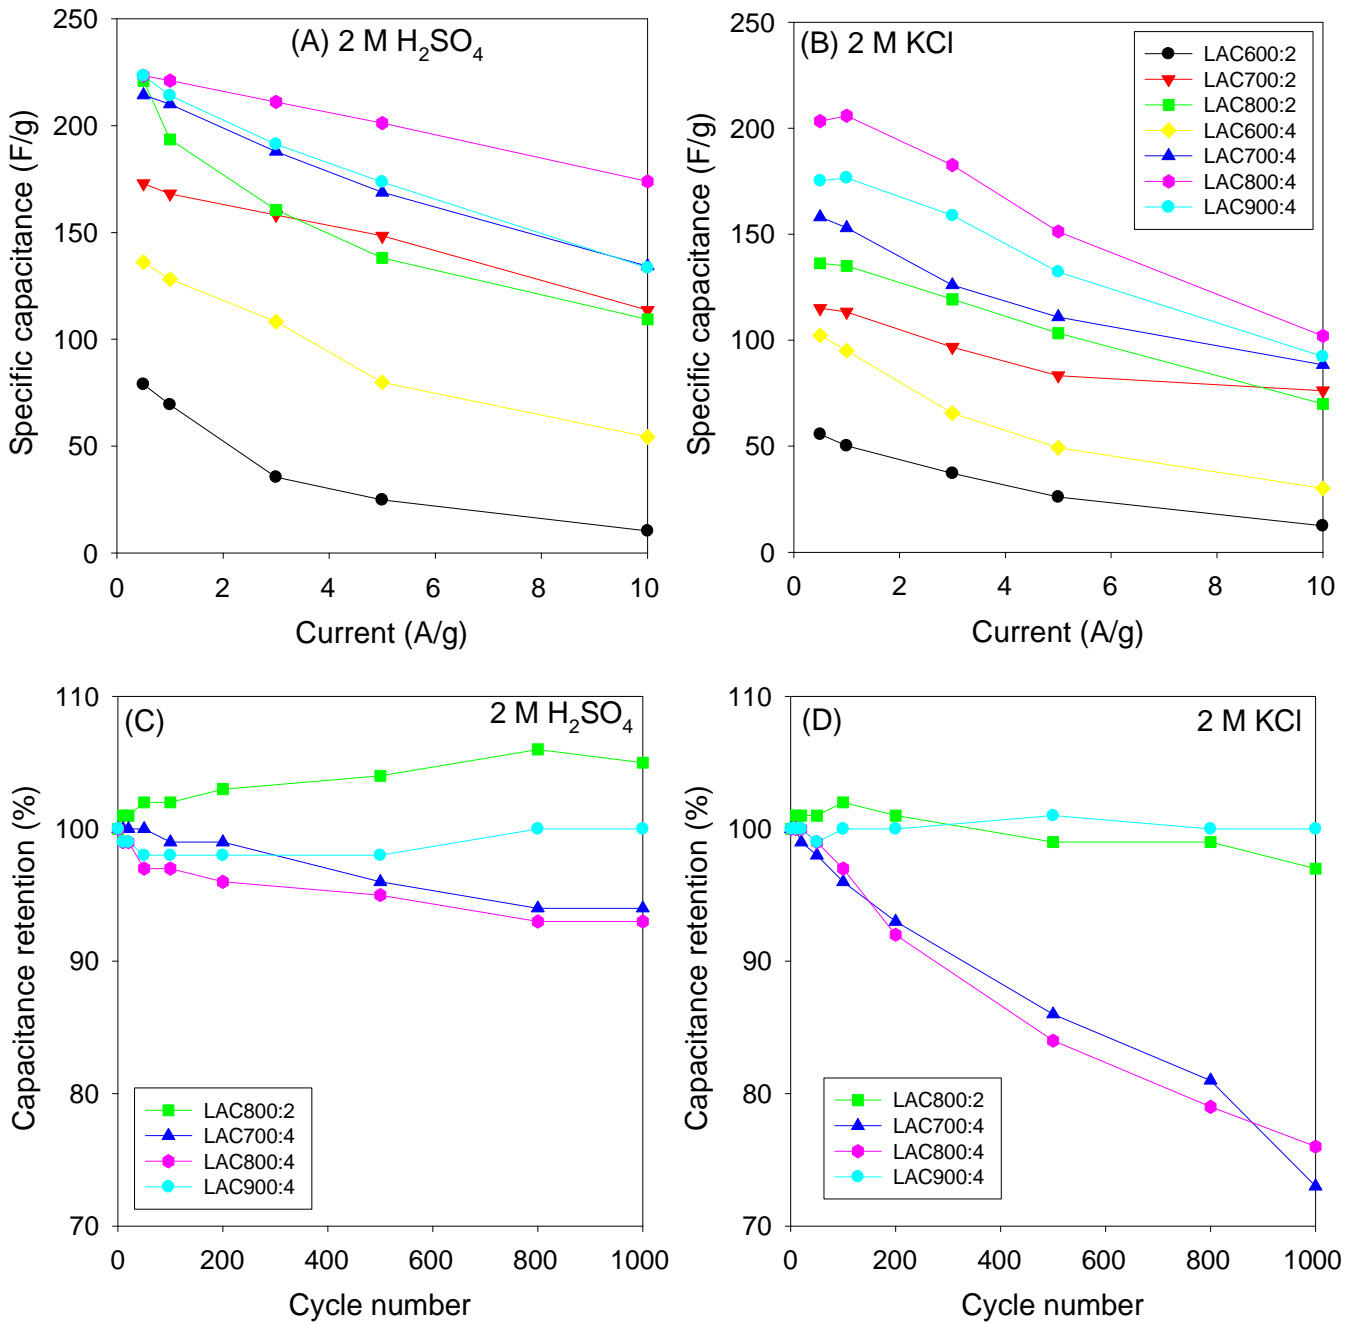 (A) 2 M H₂SO₄
250
200
150
100
50
0
Specific capacitance (F/g)
0 2 4 6 8 10
Current (A/g)
(B) 2 M KCl
250
200
150
100
50
0
Specific capacitance (F/g)
LAC600:2
LAC700:2
LAC800:2
LAC600:4
LAC700:4
LAC800:4
LAC900:4
0 2 4 6 8 10
Current (A/g)
(C) 2 M H₂SO₄
110
100
90
80
70
Capacitance retention (%)
LAC800:2
LAC700:4
LAC800:4
LAC900:4
0 200 400 600 800 1000
Cycle number
(D) 2 M KCl
110
100
90
80
70
Capacitance retention (%)
LAC800:2
LAC700:4
LAC800:4
LAC900:4
0 200 400 600 800 1000
Cycle number